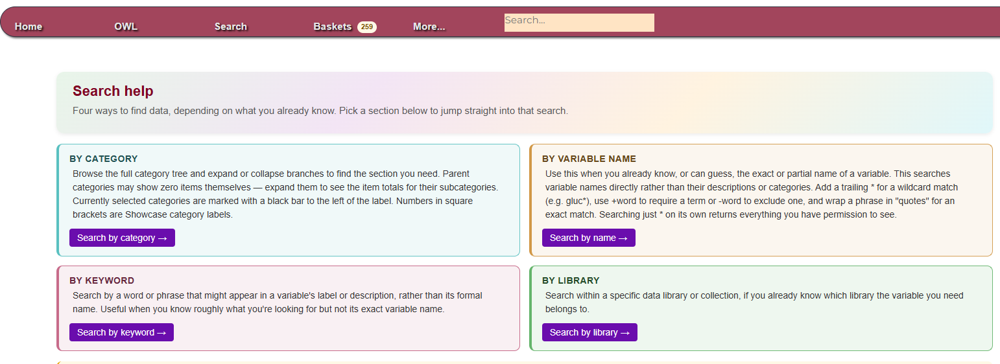 Home OWL Search Baskets 259 More... Search...
Search help
Four ways to find data, depending on what you already know. Pick a section below to jump straight into that search.
BY CATEGORY
Browse the full category tree and expand or collapse branches to find the section you need. Parent
categories may show zero items themselves — expand them to see the item totals for their subcategories.
Currently selected categories are marked with a black bar to the left of the label. Numbers in square
brackets are Showcase category labels.
Search by category →
BY VARIABLE NAME
Use this when you already know, or can guess, the exact or partial name of a variable. This searches
variable names directly rather than their descriptions or categories. Add a trailing * for a wildcard match
(e.g. gluc*), use +word to require a term or -word to exclude one, and wrap a phrase in "quotes" for an
exact match. Searching just * on its own returns everything you have permission to see.
Search by name →
BY KEYWORD
Search by a word or phrase that might appear in a variable's label or description, rather than its formal
name. Useful when you know roughly what you're looking for but not its exact variable name.
Search by keyword →
BY LIBRARY
Search within a specific data library or collection, if you already know which library the variable you need
belongs to.
Search by library →